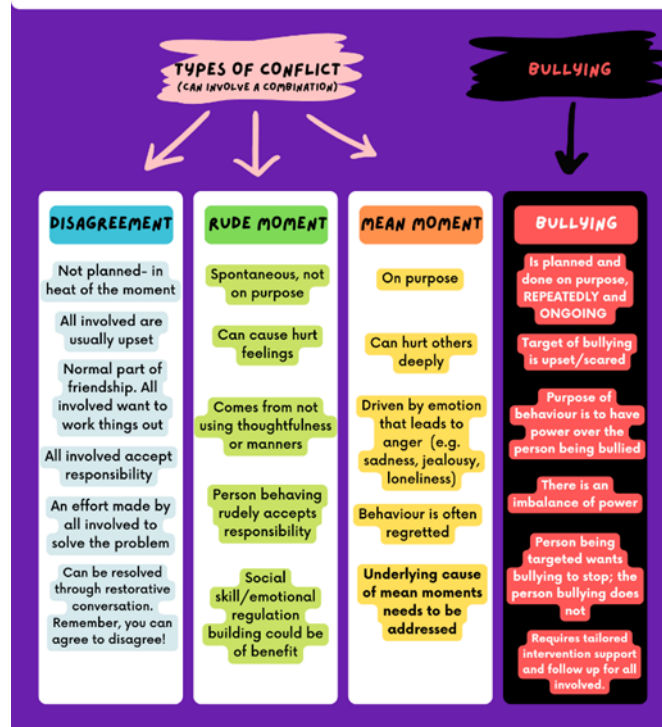 TYPES OF CONFLICT
(CAN INVOLVE A COMBINATION)
BULLYING
DISAGREEMENT
Not planned- in
heat of the moment
All involved are
usually upset
Normal part of
friendship. All
involved want to
work things out
All involved accept
responsibility
An effort made by
all involved to
solve the problem
Can be resolved
through restorative
conversation.
Remember, you can
agree to disagree!
RUDE MOMENT
Spontaneous, not
on purpose
Can cause hurt
feelings
Comes from not
using thoughtfulness
or manners
Person behaving
rudely accepts
responsibility
Social
skill/emotional
regulation
building could be
of benefit
MEAN MOMENT
On purpose
Can hurt others
deeply
Driven by emotion
that leads to
anger (e.g.
sadness, jealousy,
loneliness)
Behaviour is often
regretted
Underlying cause
of mean moments
needs to be
addressed
BULLYING
Is planned and
done on purpose,
REPEATEDLY and
ONGOING
Target of bullying
is upset/scared
Purpose of
behaviour is to have
power over the
person being bullied
There is an
imbalance of power
Person being
targeted wants
bullying to stop; the
person bullying does
not
Requires tailored
intervention support
and follow up for all
involved.